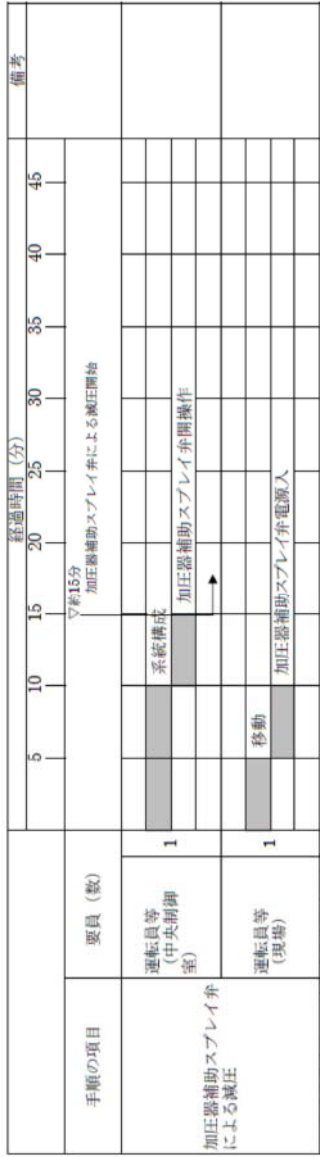 経過時間（分）
備考
5 10 15 20 25 30 35 40 45
手順の項目
要員（数）
▽約15分
加圧器補助スプレイ弁による減圧開始
加圧器補助スプレイ弁
による減圧
運転員等
（中央制御
室）
1
系統構成
加圧器補助スプレイ弁開操作
運転員等
（現場）
1
移動
加圧器補助スプレイ弁電源入